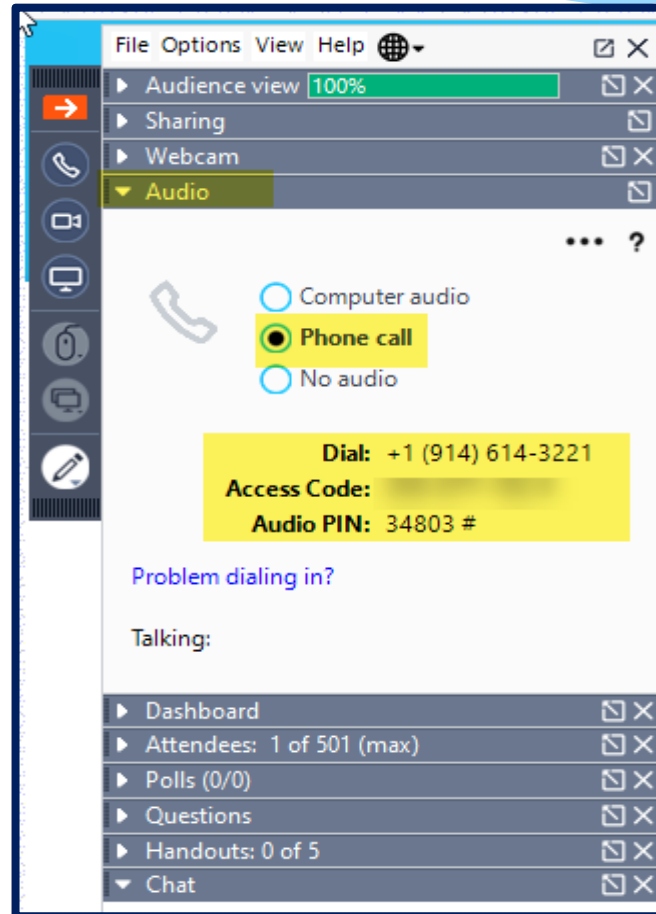 File Options View Help
Audience view 100%
Sharing
Webcam
Audio
... ?
Computer audio
Phone call
No audio
Dial: +1 (914) 614-3221
Access Code:
Audio PIN: 34803 #
Problem dialing in?
Talking:
Dashboard
Attendees: 1 of 501 (max)
Polls (0/0)
Questions
Handouts: 0 of 5
Chat